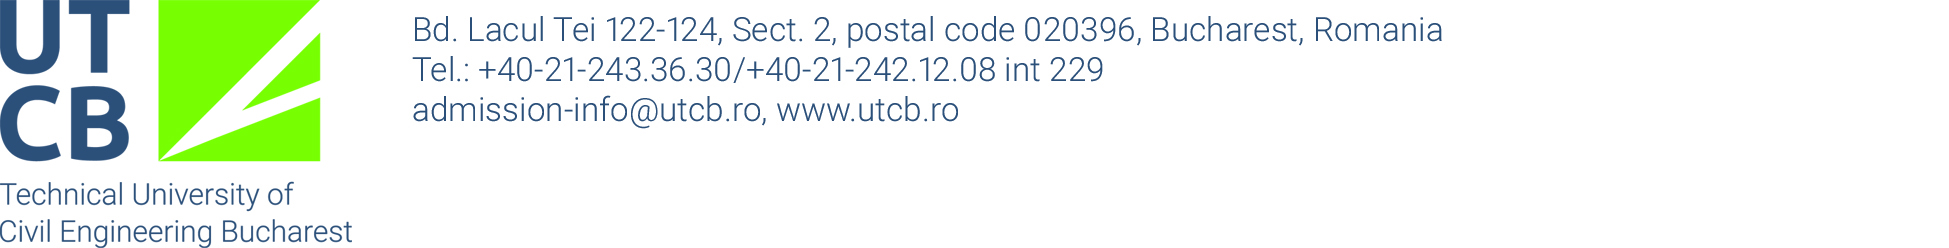 UT
CB
Technical University of
Civil Engineering Bucharest
Bd. Lacul Tei 122-124, Sect. 2, postal code 020396, Bucharest, Romania
Tel.: +40-21-243.36.30/+40-21-242.12.08 int 229
admission-info@utcb.ro, www.utcb.ro